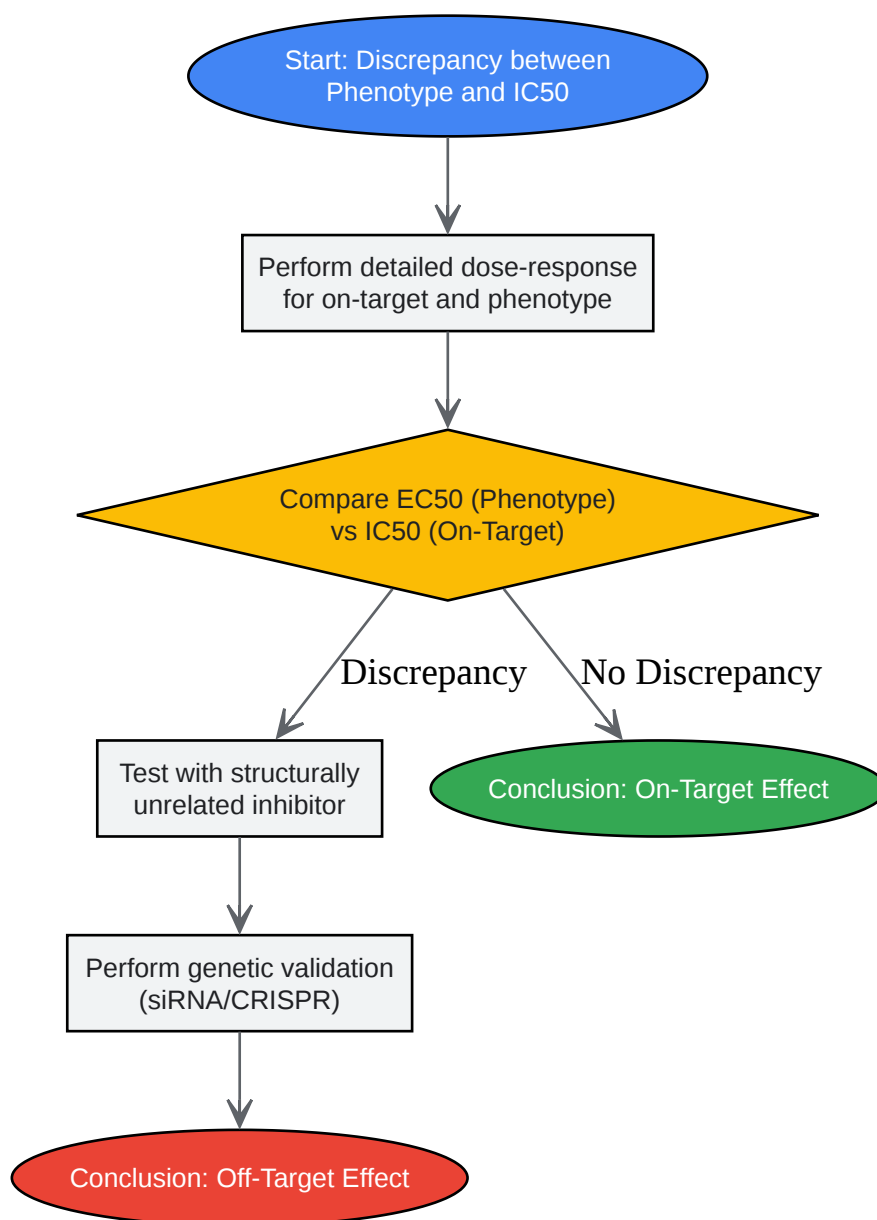 Start: Discrepancy between
Phenotype and IC50
Perform detailed dose-response
for on-target and phenotype
Compare EC50 (Phenotype)
vs IC50 (On-Target)
Discrepancy
No Discrepancy
Test with structurally
unrelated inhibitor
Conclusion: On-Target Effect
Perform genetic validation
(siRNA/CRISPR)
Conclusion: Off-Target Effect